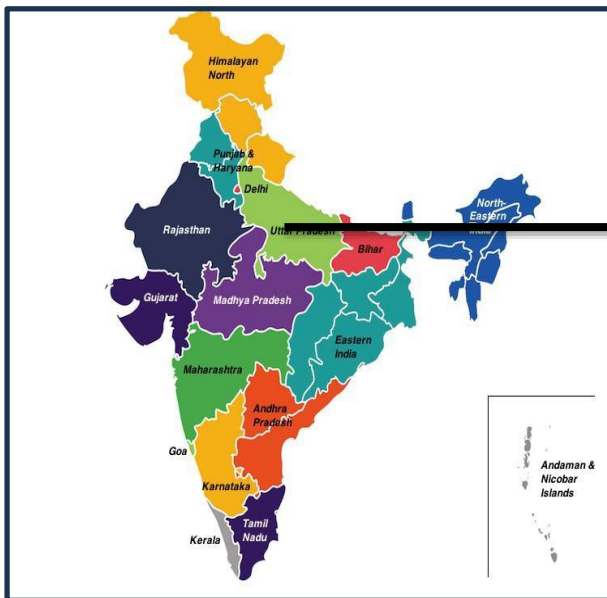 Himalayan
North
Punjab &
Haryana
Delhi
Rajasthan
Uttar Pradesh
North-
Eastern
India
Bihar
Gujarat
Madhya Pradesh
Eastern
India
Maharashtra
Andhra
Pradesh
Goa
Karnataka
Andaman &
Nicobar
Islands
Tamil
Nadu
Kerala